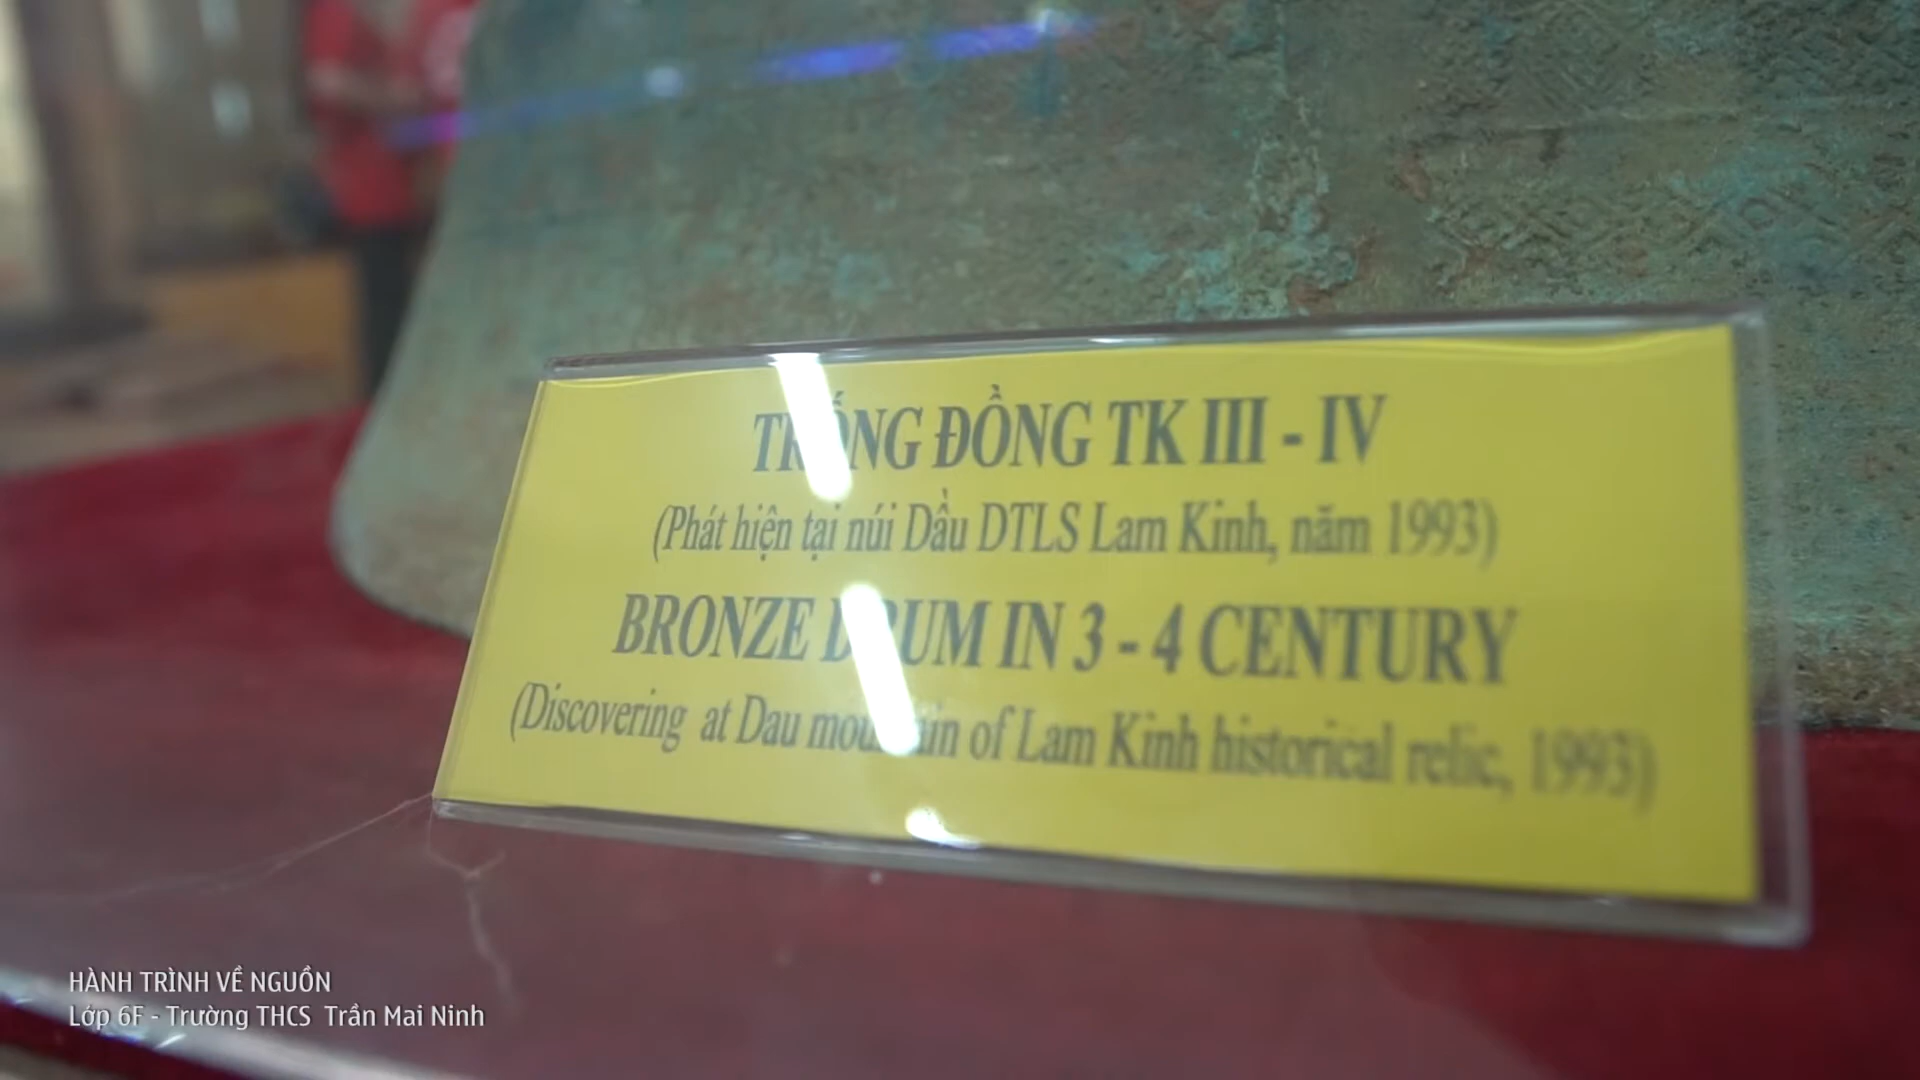 TRỐNG ĐỒNG TK III - IV
(Phát hiện tại núi Dầu DTLS Lam Kinh, năm 1993)
BRONZE DRUM IN 3 - 4 CENTURY
(Discovering at Dau mountain of Lam Kinh historical relic, 1993)
HÀNH TRÌNH VỀ NGUỒN
Lớp 6F - Trường THCS Trần Mai Ninh